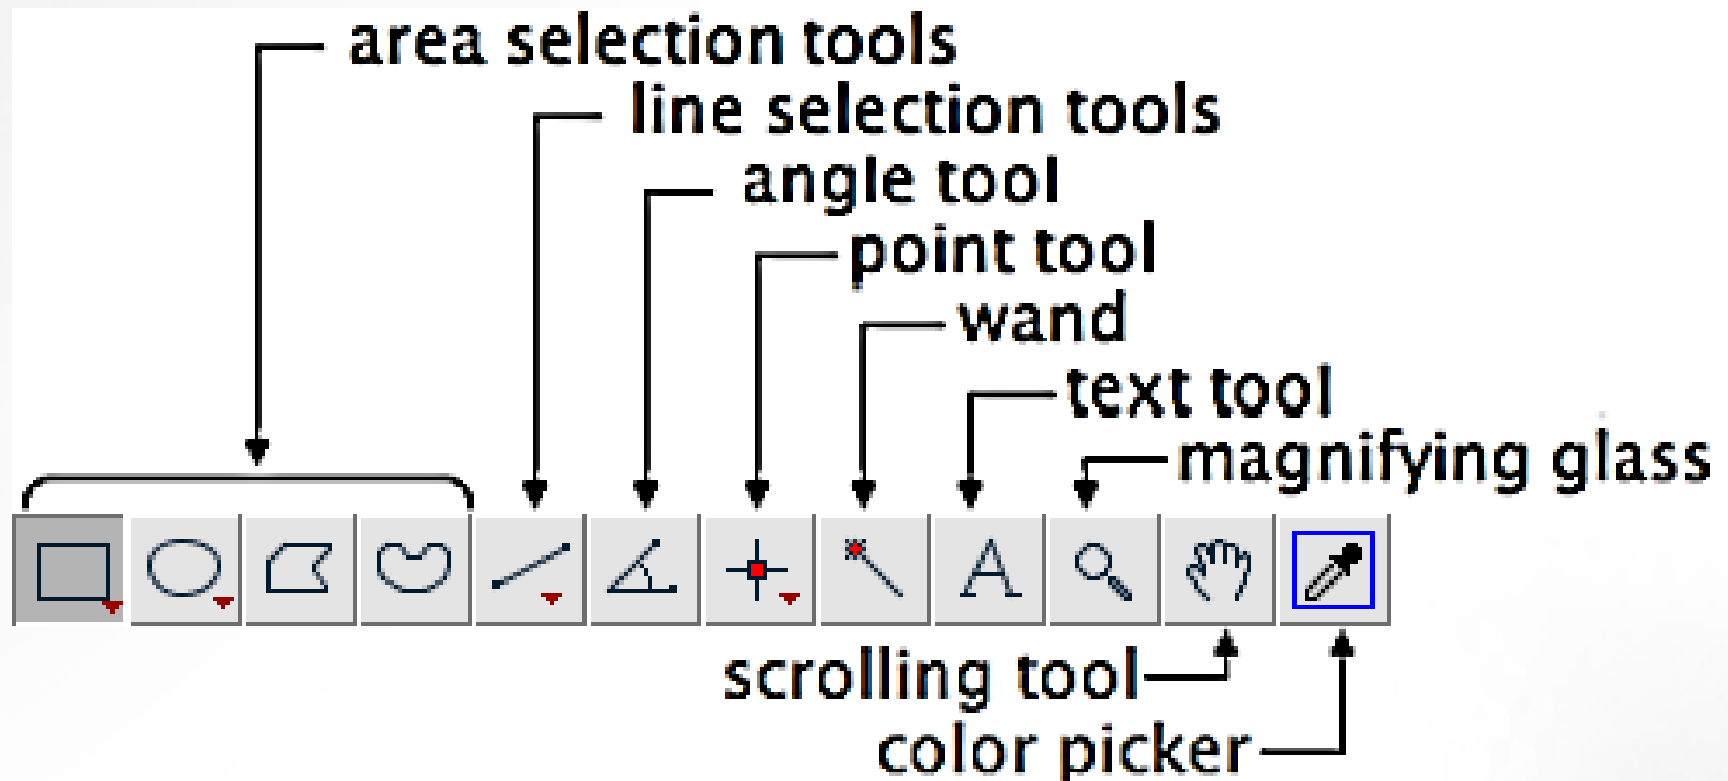 area selection tools
line selection tools
angle tool
point tool
wand
text tool
magnifying glass
A
scrolling tool
color picker